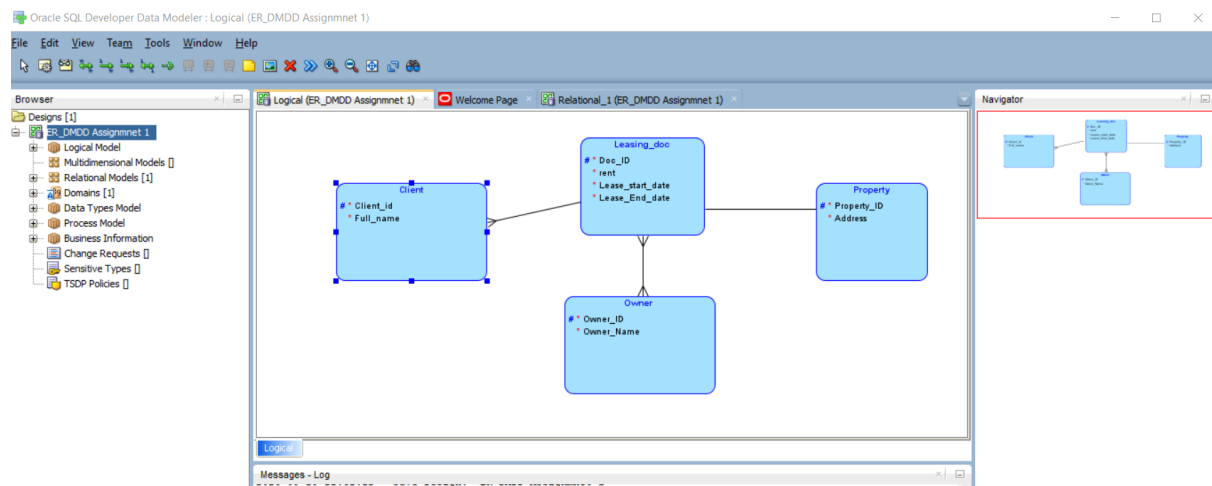 Oracle SQL Developer Data Modeler : Logical (ER_DMDD Assignmnet 1)
File Edit View Team Tools Window Help
Browser
Designs [1]
ER_DMDD Assignmnet 1
Logical Model
Multidimensional Models []
Relational Models [1]
Domains [1]
Data Types Model
Process Model
Business Information
Change Requests []
Sensitive Types []
TSDP Policies []
Logical (ER_DMDD Assignmnet 1) Welcome Page Relational_1 (ER_DMDD Assignmnet 1)
Client
# * Client_id
* Full_name
Leasing_doc
# * Doc_ID
* rent
* Lease_start_date
* Lease_End_date
Property
# * Property_ID
* Address
Owner
# * Owner_ID
* Owner_Name
Logical
Messages - Log
Navigator